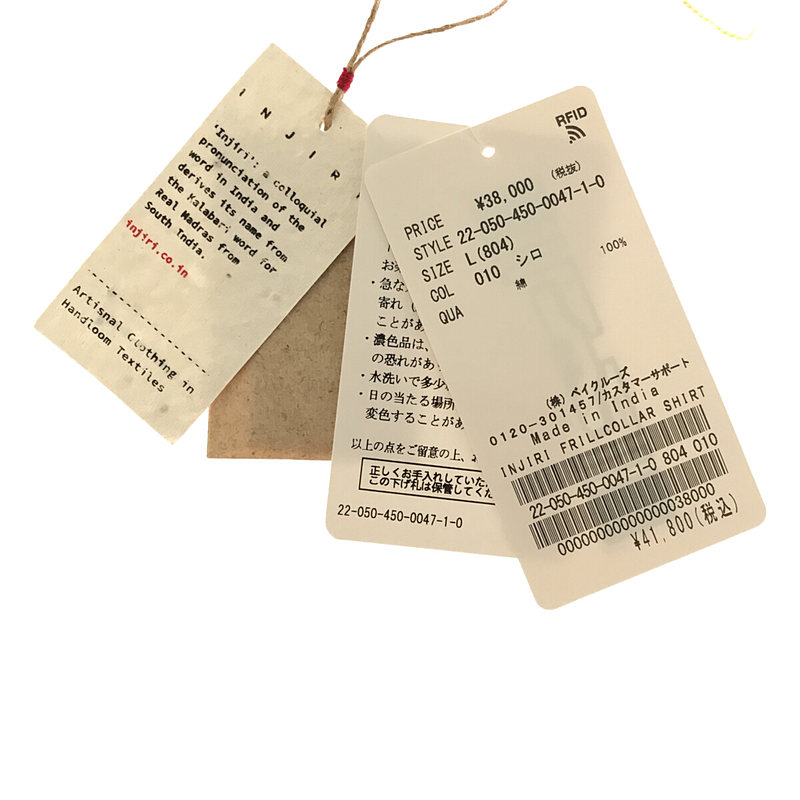 INJIR
'Injiri': a colloquial
pronunciation of the
word in India and
derives its name from
the Kalabari word for
Real Madras from
South India.
injiri.co.in
Artisnal Clothing in
Handloom Textiles
・急な
寄れ
ことがあ
・濃色品は、
の恐れがあ
・水洗いで多少
・日の当たる場所
変色することがあ
以上の点をご留意の上、
正しくお手入れしていた
この下げ札は保管してく
22-050-450-0047-1-0
RFID
PRICE ¥38,000 (税抜)
STYLE 22-050-450-0047-1-0
SIZE L(804)
COL 010 シロ
QUA 綿 100%
(株) ベイクルーズ
0120-301457/カスタマーサポート
Made in India
INJIRI FRILLCOLLAR SHIRT
22-050-450-0047-1-0 804 010
00000000000000038000
¥41,800(税込)